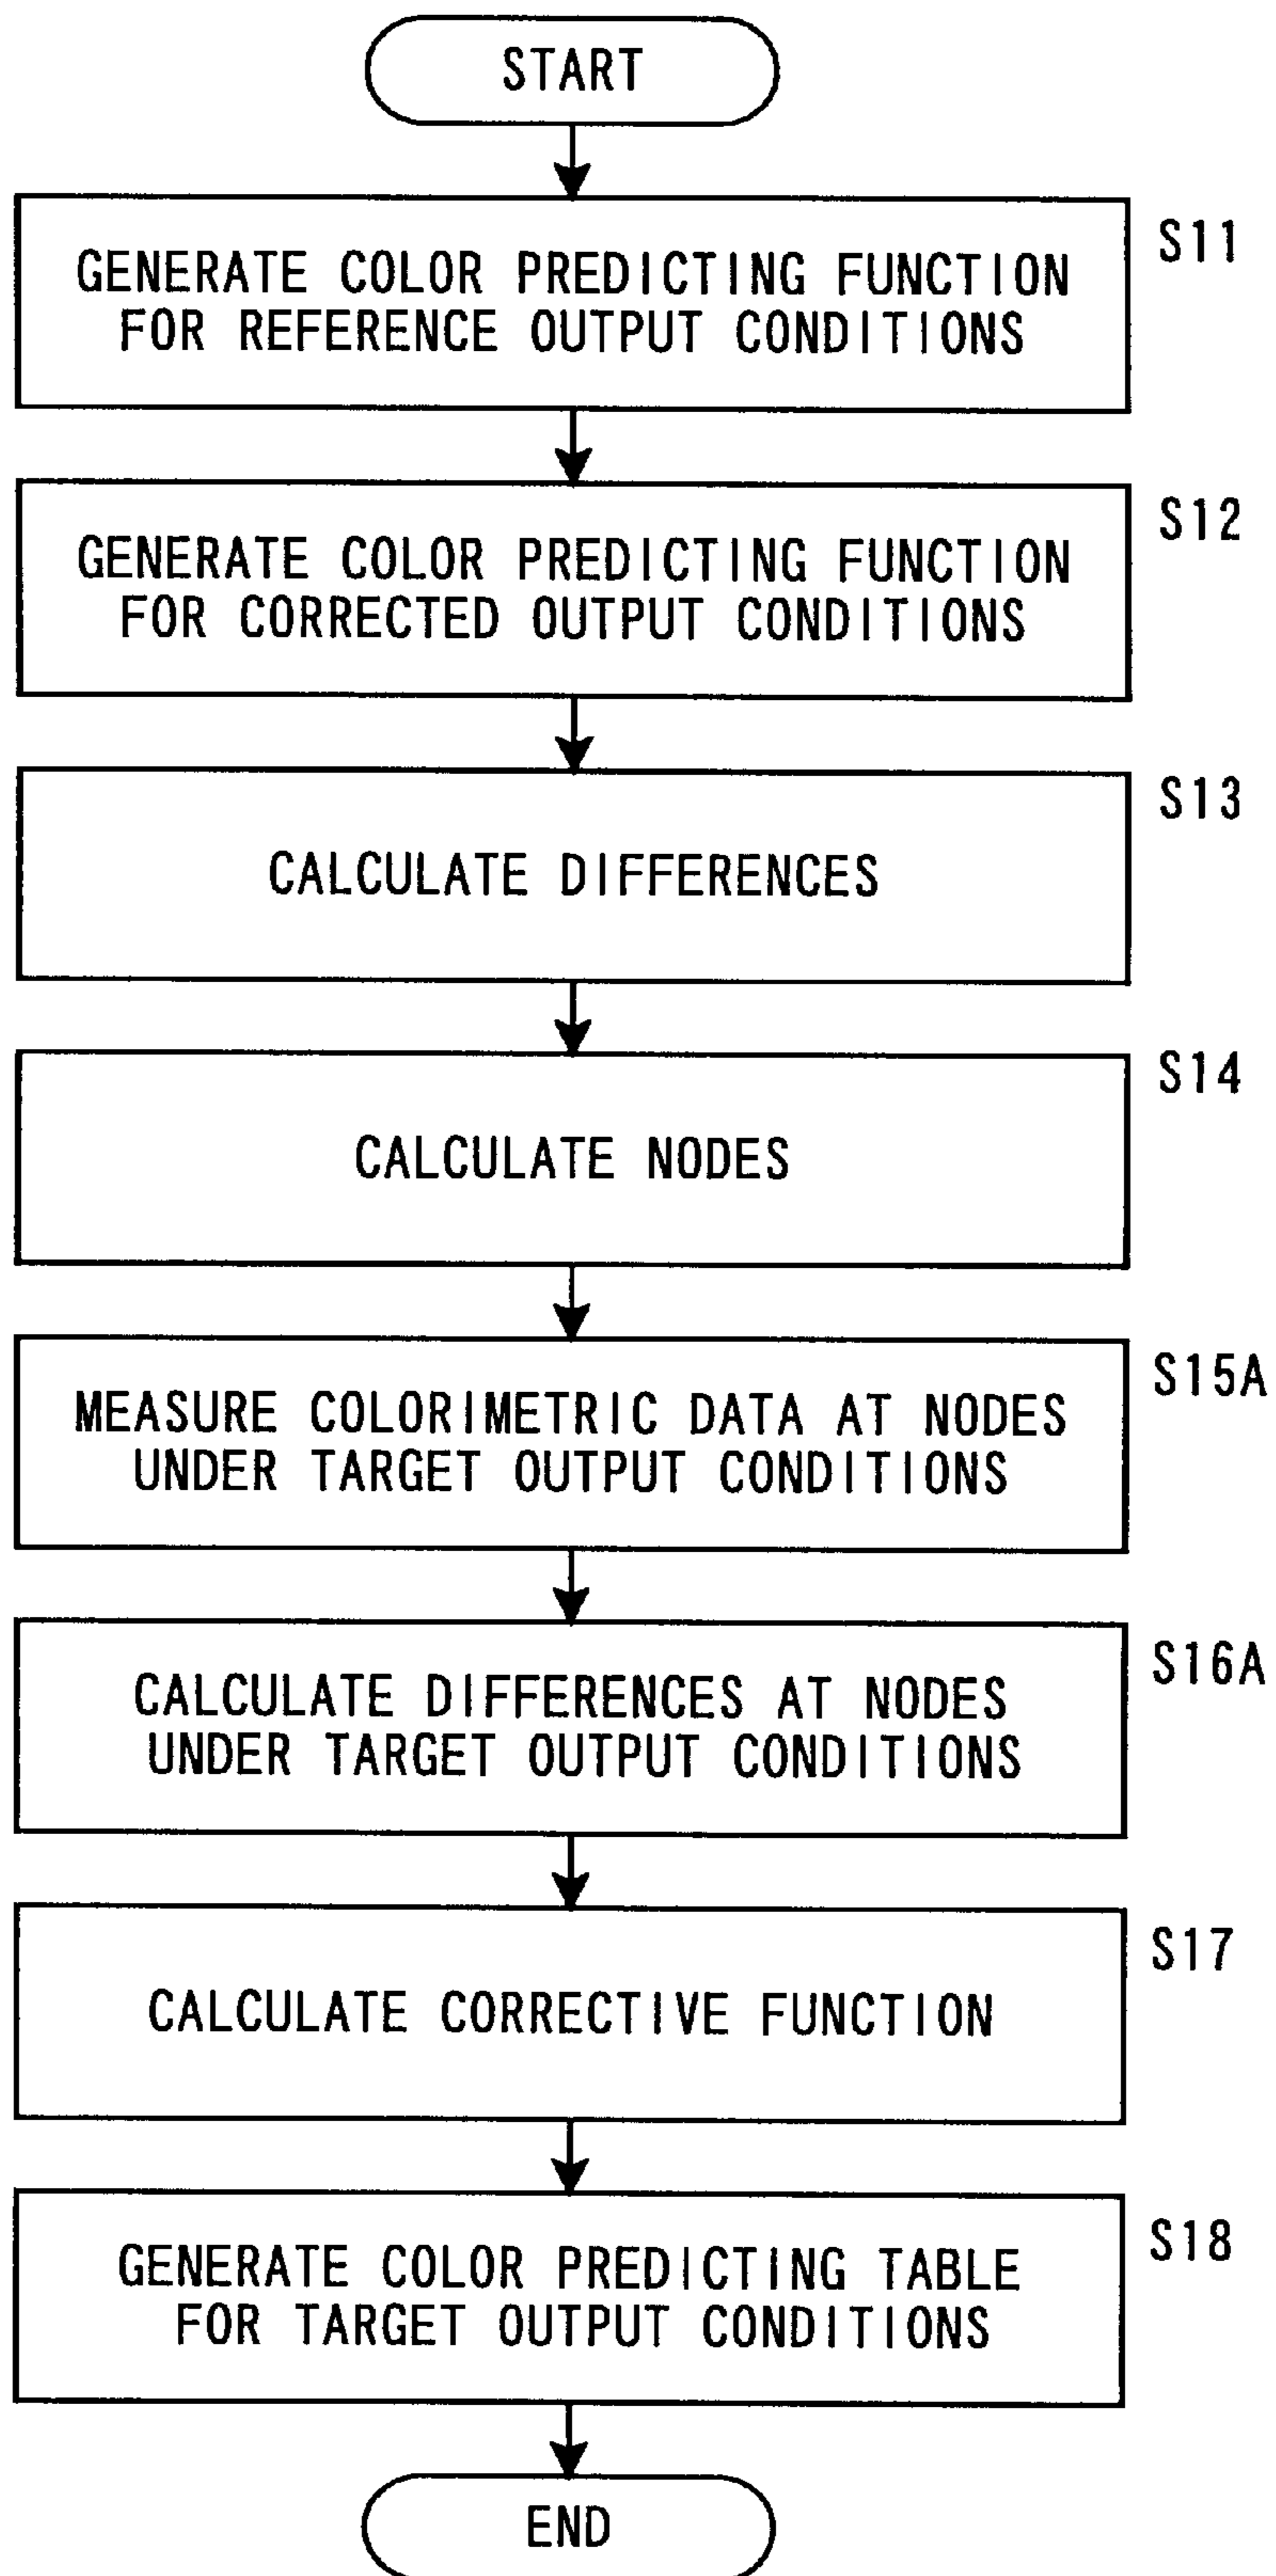 START
S11
GENERATE COLOR PREDICTING FUNCTION
FOR REFERENCE OUTPUT CONDITIONS
S12
GENERATE COLOR PREDICTING FUNCTION
FOR CORRECTED OUTPUT CONDITIONS
S13
CALCULATE DIFFERENCES
S14
CALCULATE NODES
S15A
MEASURE COLORIMETRIC DATA AT NODES
UNDER TARGET OUTPUT CONDITIONS
S16A
CALCULATE DIFFERENCES AT NODES
UNDER TARGET OUTPUT CONDITIONS
S17
CALCULATE CORRECTIVE FUNCTION
S18
GENERATE COLOR PREDICTING TABLE
FOR TARGET OUTPUT CONDITIONS
END